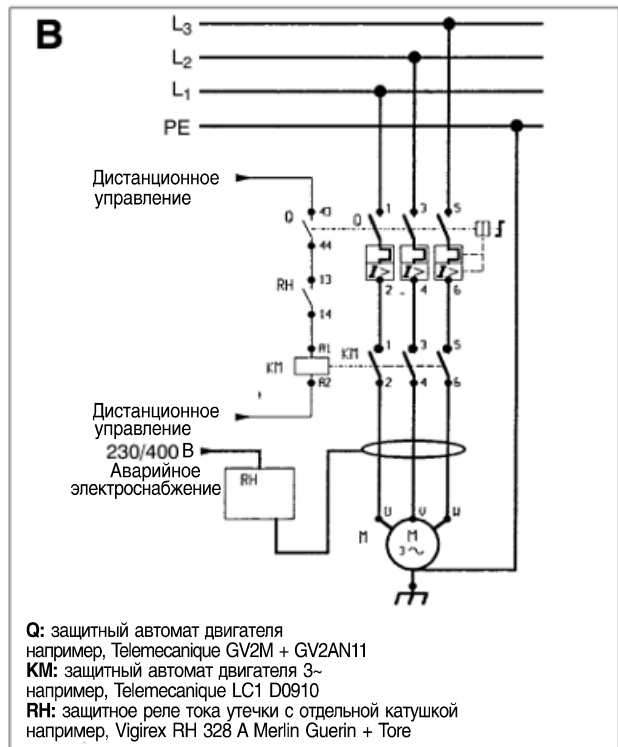 B
L3
L2
L1
PE
Дистанционное
управление
Q
43
44
Q
1
3
5
I>
I>
I>
2
4
6
RH
13
14
A1
KM
A2
KM
1
3
5
2
4
6
Дистанционное
управление
230/400 В
Аварийное
электроснабжение
RH
U
V
W
M
M
3~
Q: защитный автомат двигателя
например, Telemecanique GV2M + GV2AN11
KM: защитный автомат двигателя 3~
например, Telemecanique LC1 D0910
RH: защитное реле тока утечки с отдельной катушкой
например, Vigirex RH 328 A Merlin Guerin + Tore